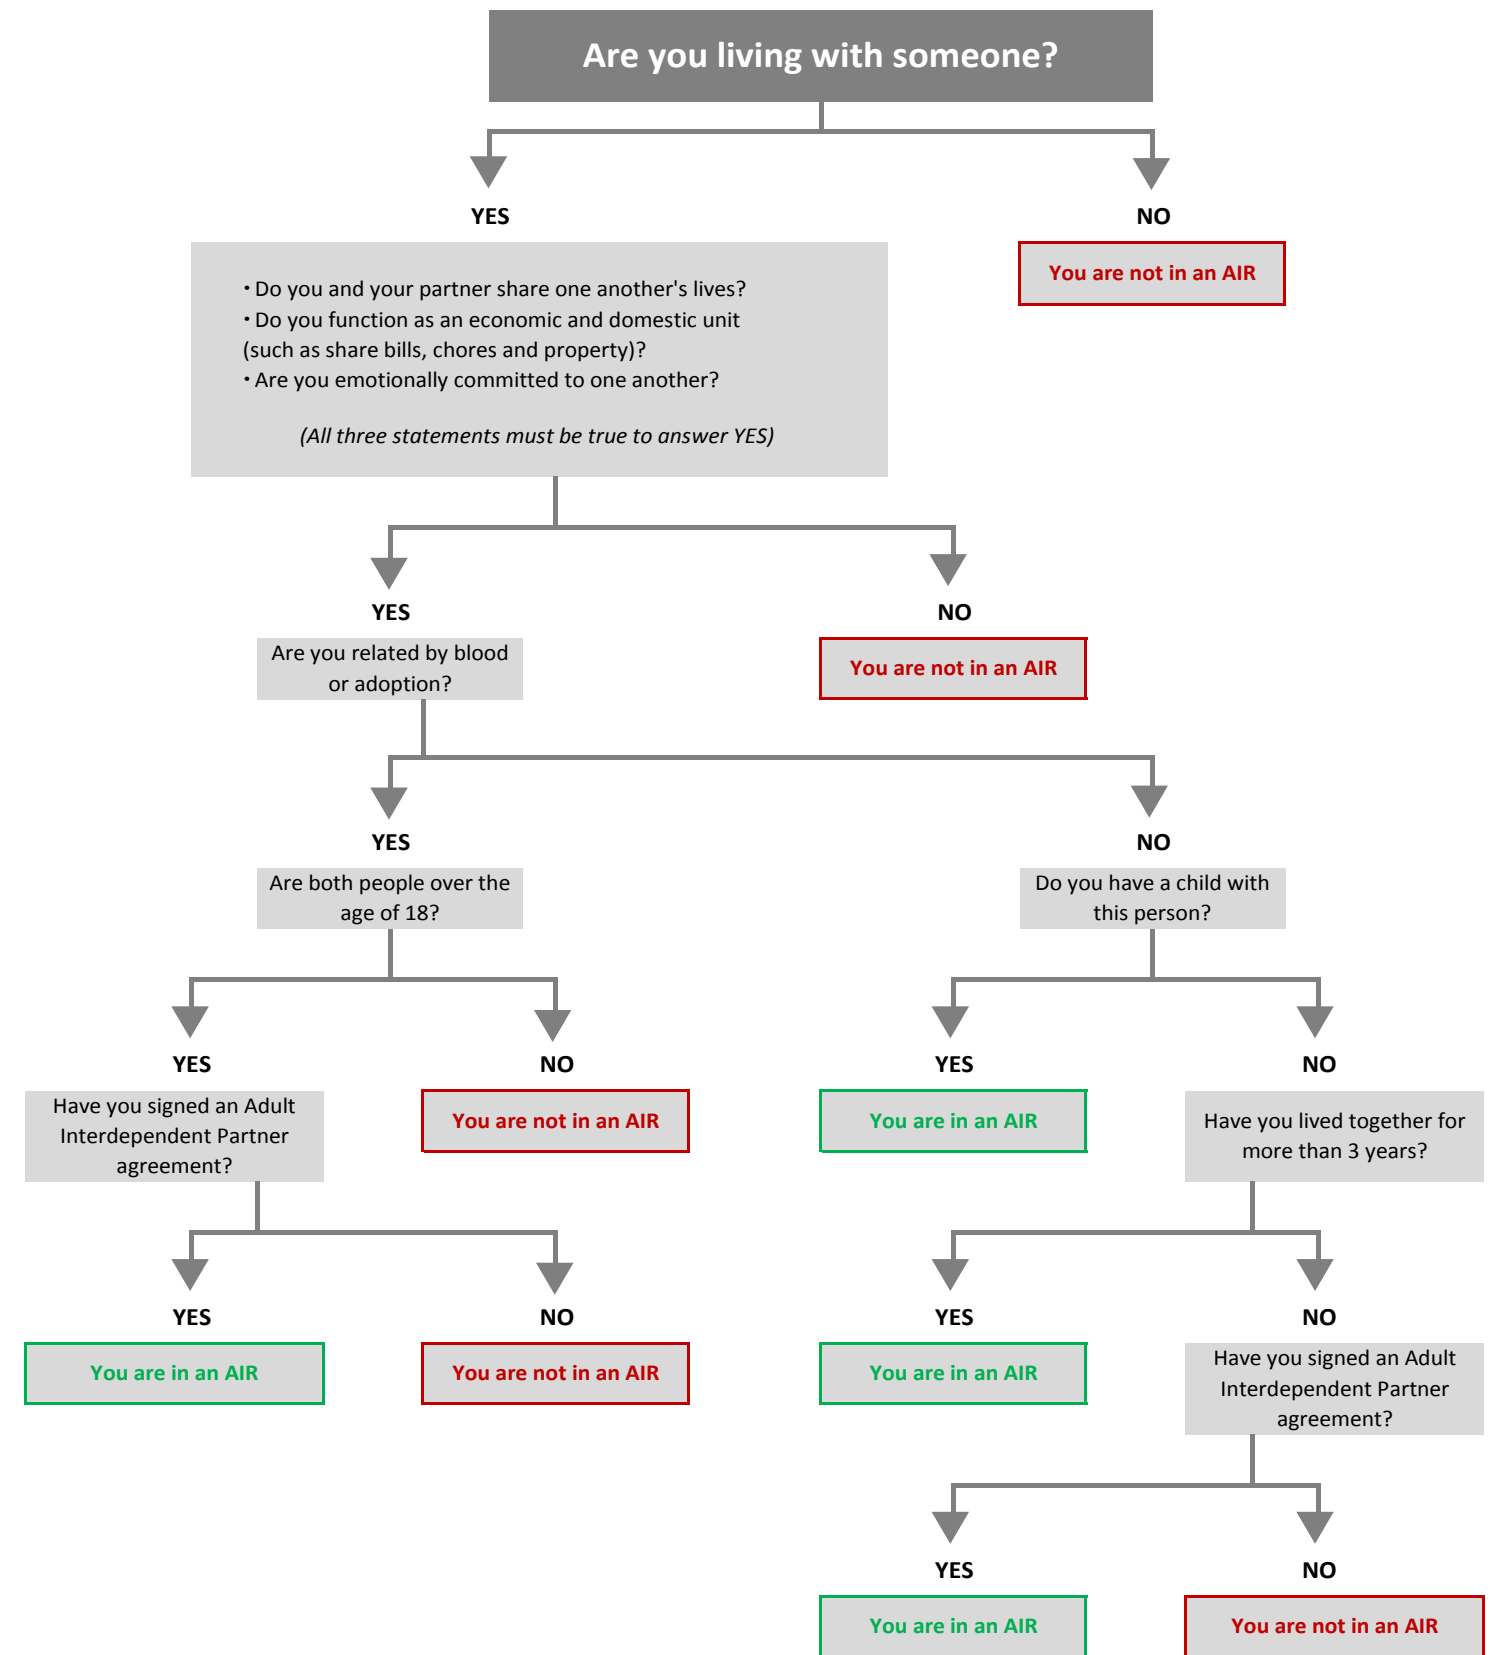 Are you living with someone?
YES
NO
You are not in an AIR
• Do you and your partner share one another's lives?
• Do you function as an economic and domestic unit
(such as share bills, chores and property)?
• Are you emotionally committed to one another?
(All three statements must be true to answer YES)
YES
NO
Are you related by blood
or adoption?
You are not in an AIR
YES
NO
Are both people over the
age of 18?
Do you have a child with
this person?
YES
NO
YES
NO
Have you signed an Adult
Interdependent Partner
agreement?
You are not in an AIR
You are in an AIR
Have you lived together for
more than 3 years?
YES
NO
YES
NO
You are in an AIR
You are not in an AIR
You are in an AIR
Have you signed an Adult
Interdependent Partner
agreement?
YES
NO
You are in an AIR
You are not in an AIR